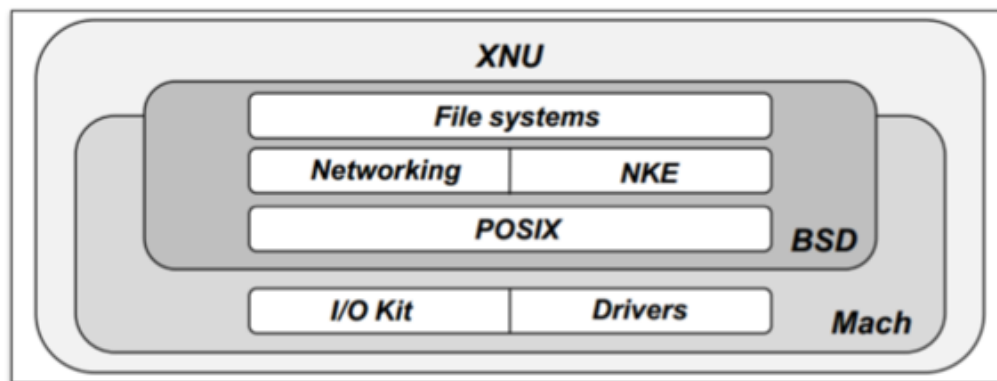 XNU
File systems
Networking NKE
POSIX
BSD
I/O Kit Drivers
Mach